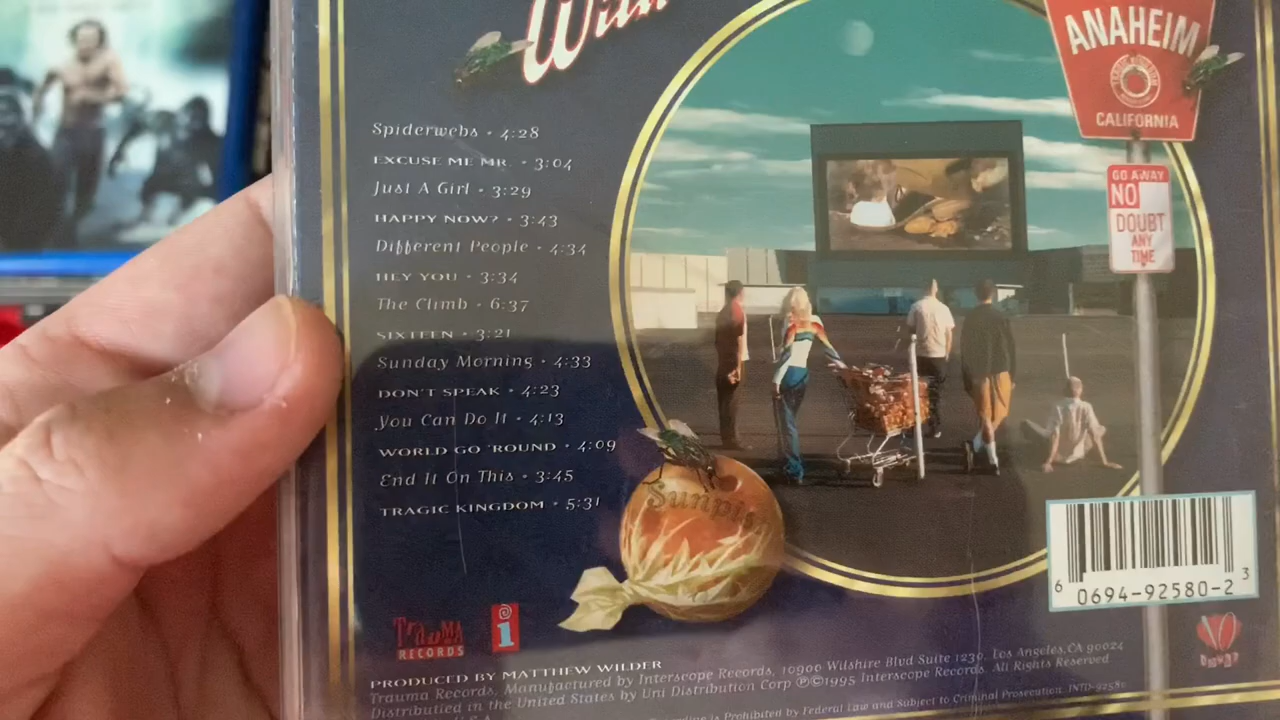 With
ANAHEIM
CALIFORNIA
Spiderwebs • 4:28
EXCUSE ME MR. • 3:04
Just A Girl • 3:29
HAPPY NOW? • 3:43
Different People • 4:34
HEY YOU • 3:34
The Climb • 6:37
SIXTEEN • 3:21
Sunday Morning • 4:33
DON'T SPEAK • 4:23
You Can Do It • 4:13
WORLD GO 'ROUND • 4:09
End It On This • 3:45
TRAGIC KINGDOM • 5:31
GO AWAY
NO
DOUBT
ANY
TIME
6 0694-92580-2 3
TRAUMA
RECORDS
i
PRODUCED BY MATTHEW WILDER
Trauma Records, Manufactured by Interscope Records, 10900 Wilshire Blvd Suite 1230, Los Angeles, CA 90024
Distributied in the United States by Uni Distribution Corp ℗©1995 Interscope Records. All Rights Reserved
is Prohibited by Federal Law and Subject to Criminal Prosecution. INTD-92580